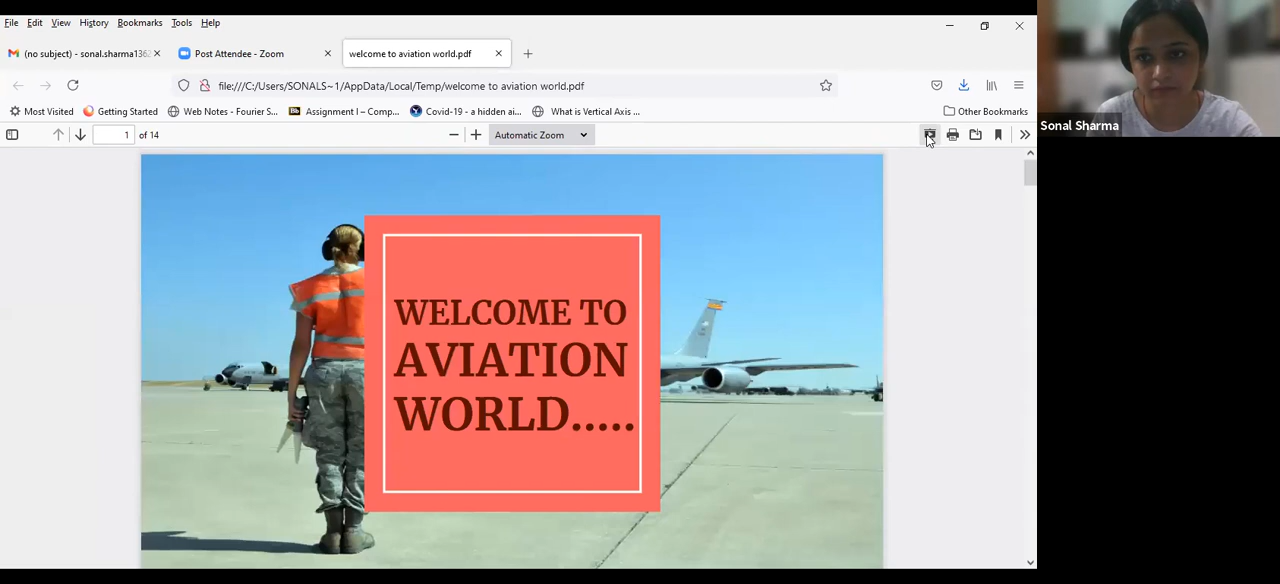 File Edit View History Bookmarks Tools Help
(no subject) - sonal.sharma1362
Post Attendee - Zoom
welcome to aviation world.pdf
file:///C:/Users/SONALS~1/AppData/Local/Temp/welcome to aviation world.pdf
Most Visited Getting Started Web Notes - Fourier S... Assignment I – Comp... Covid-19 - a hidden ai... What is Vertical Axis ... Other Bookmarks
1 of 14 Automatic Zoom
Sonal Sharma
WELCOME TO
AVIATION
WORLD.....